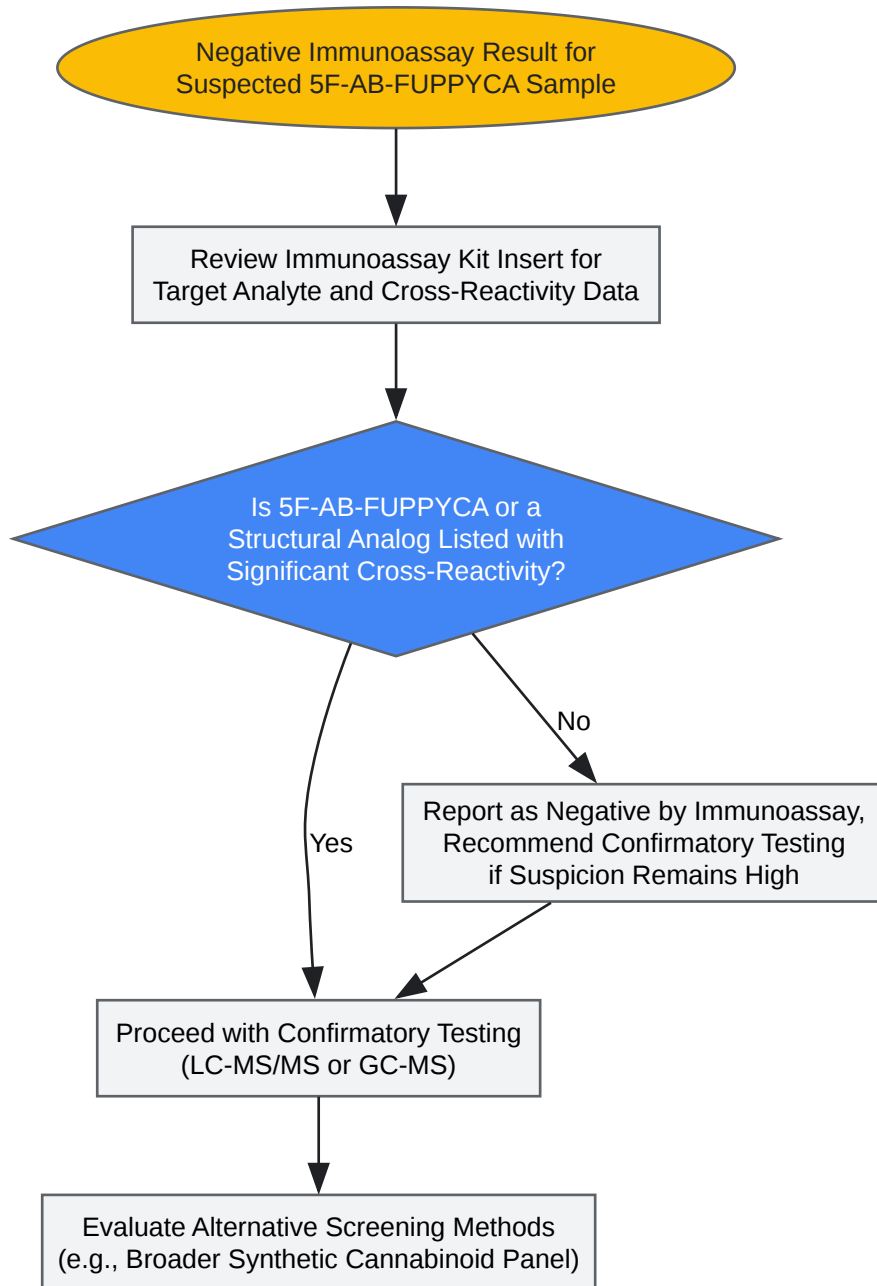 Negative Immunoassay Result for
Suspected 5F-AB-FUPPYCA Sample
Review Immunoassay Kit Insert for
Target Analyte and Cross-Reactivity Data
Is 5F-AB-FUPPYCA or a
Structural Analog Listed with
Significant Cross-Reactivity?
No
Report as Negative by Immunoassay,
Recommend Confirmatory Testing
if Suspicion Remains High
Yes
Proceed with Confirmatory Testing
(LC-MS/MS or GC-MS)
Evaluate Alternative Screening Methods
(e.g., Broader Synthetic Cannabinoid Panel)